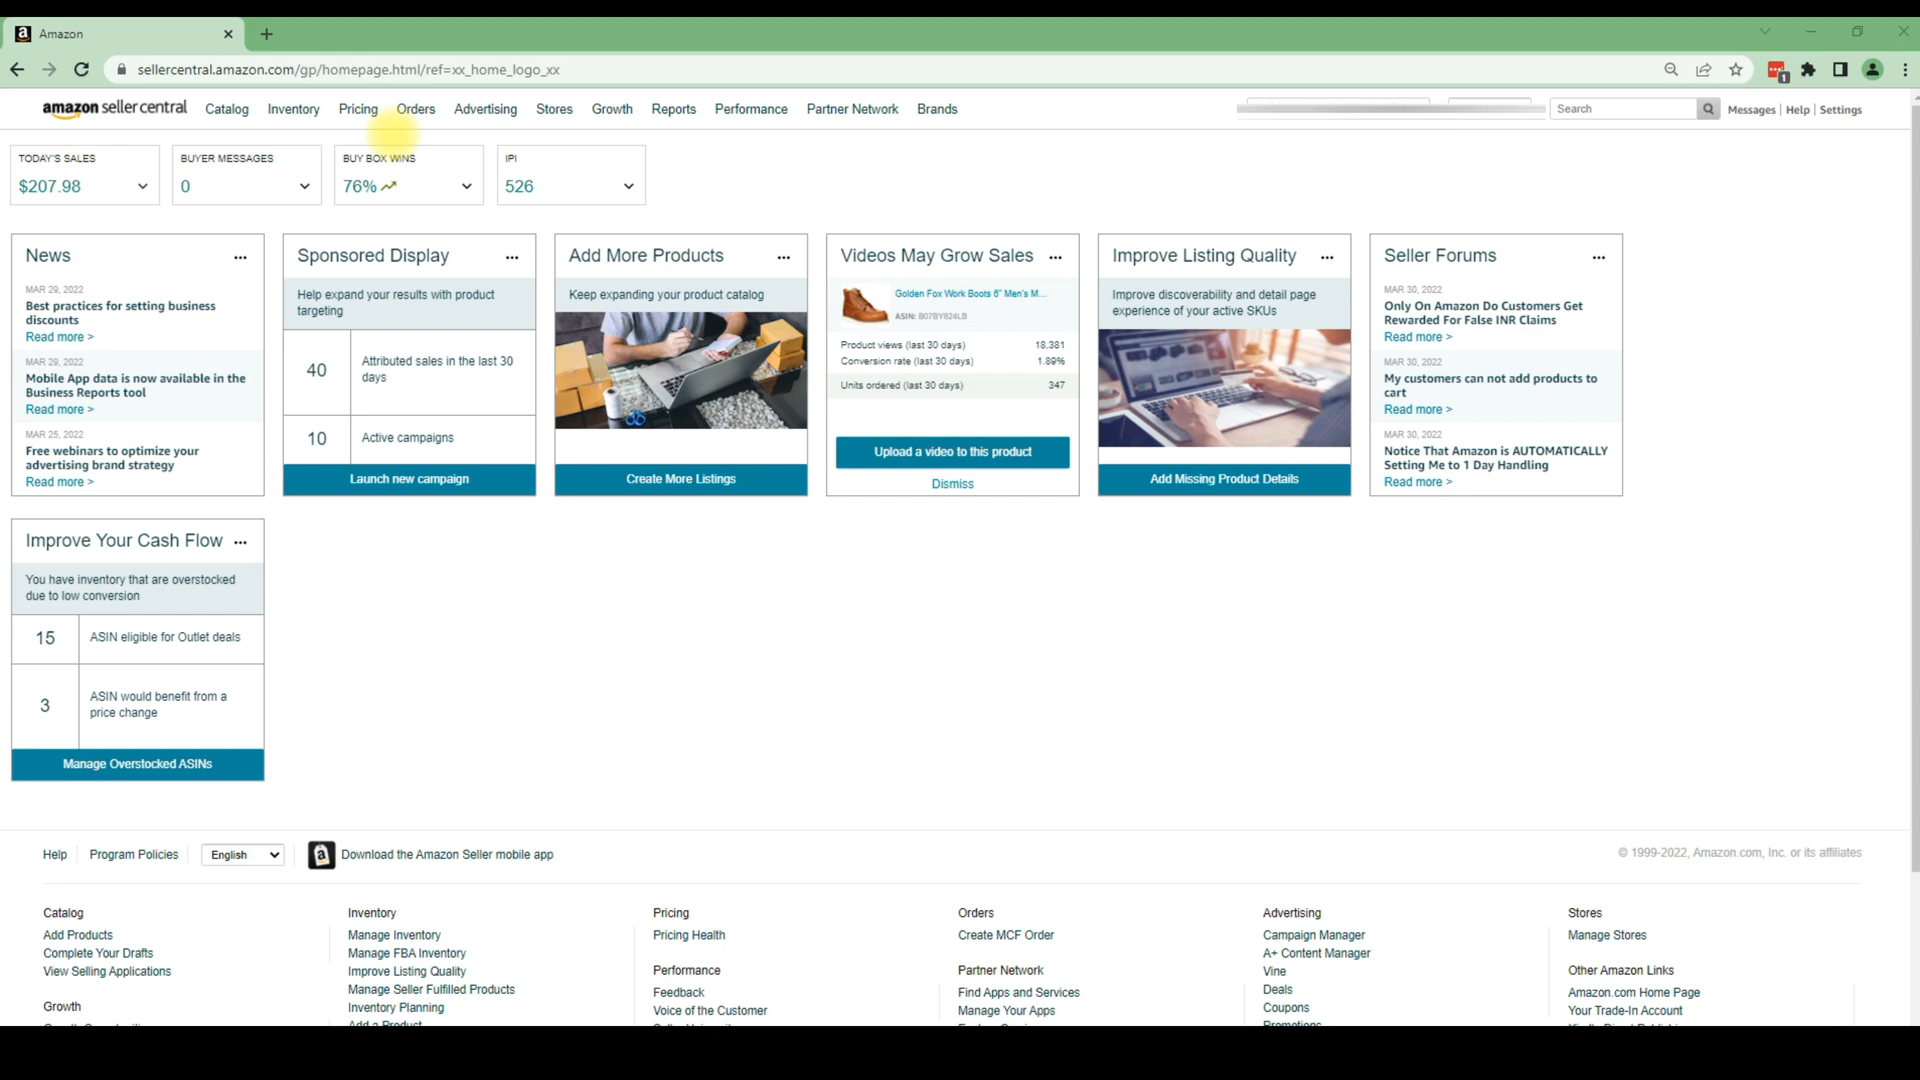 Amazon
sellercentral.amazon.com/gp/homepage.html/ref=xx_home_logo_xx
1
amazon seller central Catalog Inventory Pricing Orders Advertising Stores Growth Reports Performance Partner Network Brands
Search Messages | Help | Settings
TODAY'S SALES
$207.98
BUYER MESSAGES
0
BUY BOX WINS
76%
IPI
526
News
MAR 29, 2022
Best practices for setting business
discounts
Read more >
MAR 29, 2022
Mobile App data is now available in the
Business Reports tool
Read more >
MAR 25, 2022
Free webinars to optimize your
advertising brand strategy
Read more >
Sponsored Display
Help expand your results with product
targeting
40 Attributed sales in the last 30
days
10 Active campaigns
Launch new campaign
Add More Products
Keep expanding your product catalog
Create More Listings
Videos May Grow Sales
Golden Fox Work Boots 6" Men's M...
ASIN: B07BY824LB
Product views (last 30 days) 18,381
Conversion rate (last 30 days) 1.89%
Units ordered (last 30 days) 347
Upload a video to this product
Dismiss
Improve Listing Quality
Improve discoverability and detail page
experience of your active SKUs
Add Missing Product Details
Seller Forums
MAR 30, 2022
Only On Amazon Do Customers Get
Rewarded For False INR Claims
Read more >
MAR 30, 2022
My customers can not add products to
cart
Read more >
MAR 30, 2022
Notice That Amazon is AUTOMATICALLY
Setting Me to 1 Day Handling
Read more >
Improve Your Cash Flow
You have inventory that are overstocked
due to low conversion
15 ASIN eligible for Outlet deals
3 ASIN would benefit from a
price change
Manage Overstocked ASINs
Help Program Policies English Download the Amazon Seller mobile app
© 1999-2022, Amazon.com, Inc. or its affiliates
Catalog
Add Products
Complete Your Drafts
View Selling Applications
Growth
Inventory
Manage Inventory
Manage FBA Inventory
Improve Listing Quality
Manage Seller Fulfilled Products
Inventory Planning
Add a Product
Pricing
Pricing Health
Performance
Feedback
Voice of the Customer
Orders
Create MCF Order
Partner Network
Find Apps and Services
Manage Your Apps
Advertising
Campaign Manager
A+ Content Manager
Vine
Deals
Coupons
Promotions
Stores
Manage Stores
Other Amazon Links
Amazon.com Home Page
Your Trade-In Account